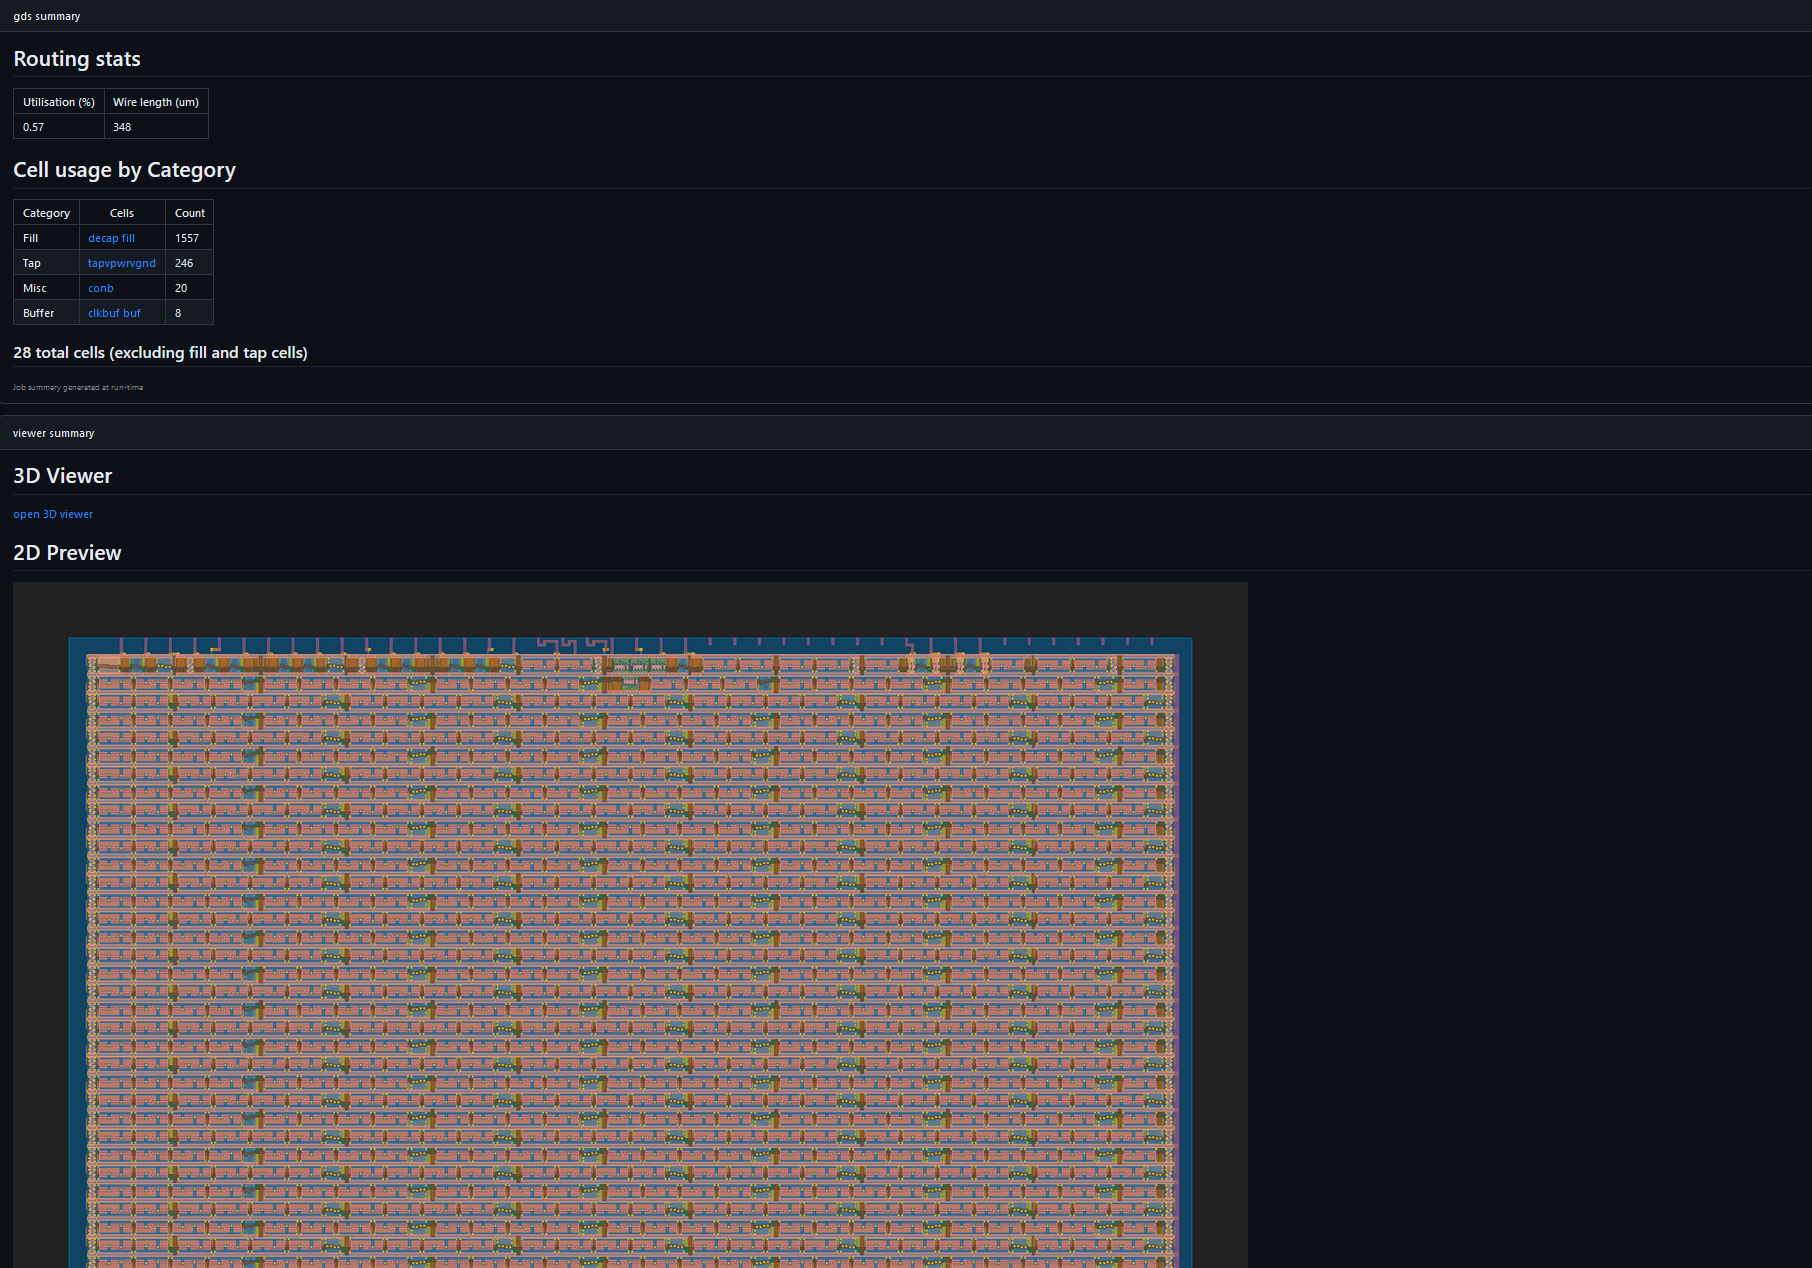 gds summary
Routing stats
Utilisation (%) Wire length (um)
0.57 348
Cell usage by Category
Category Cells Count
Fill decap fill 1557
Tap tapvpwrvgnd 246
Misc conb 20
Buffer clkbuf buf 8
28 total cells (excluding fill and tap cells)
Job summary generated at run-time
viewer summary
3D Viewer
open 3D viewer
2D Preview